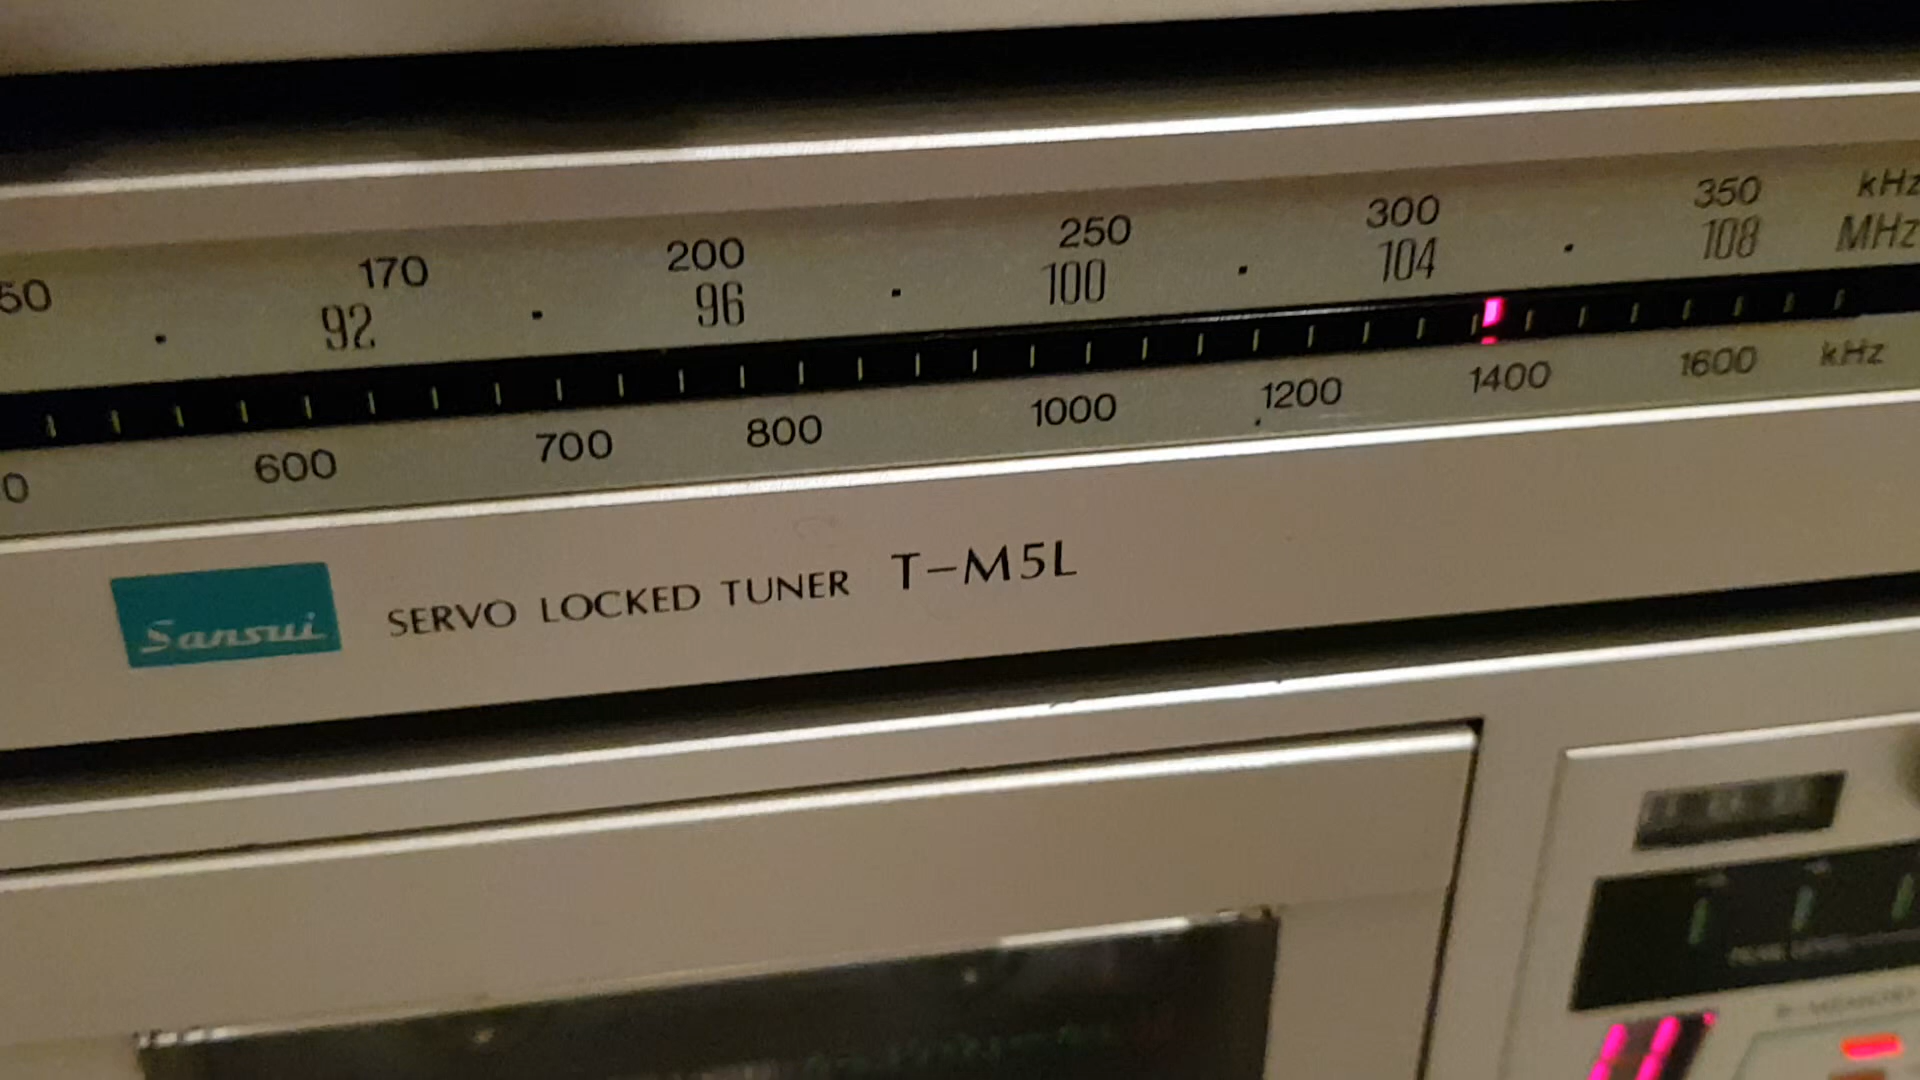 50 170 200 250 300 350 kHz
92 · 96 · 100 · 104 · 108 MHz
0 600 700 800 1000 1200 1400 1600 kHz
Sansui SERVO LOCKED TUNER T-M5L